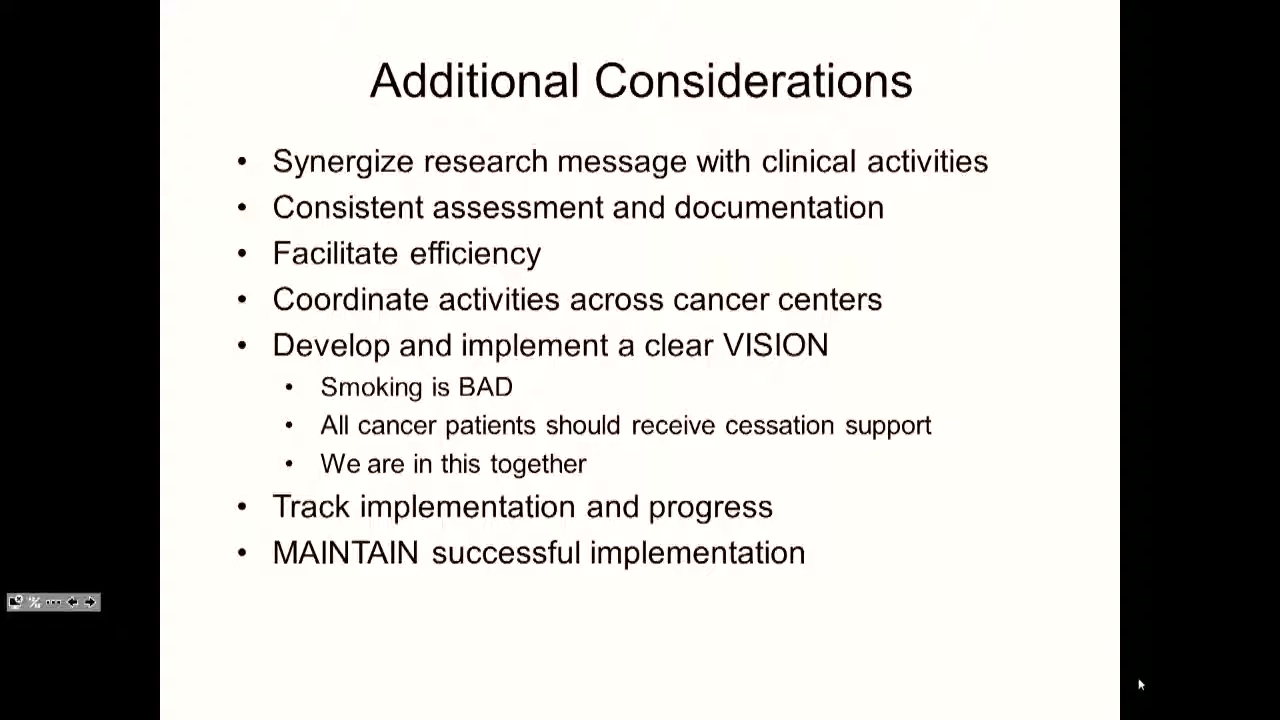 Additional Considerations
• Synergize research message with clinical activities
• Consistent assessment and documentation
• Facilitate efficiency
• Coordinate activities across cancer centers
• Develop and implement a clear VISION
• Smoking is BAD
• All cancer patients should receive cessation support
• We are in this together
• Track implementation and progress
• MAINTAIN successful implementation